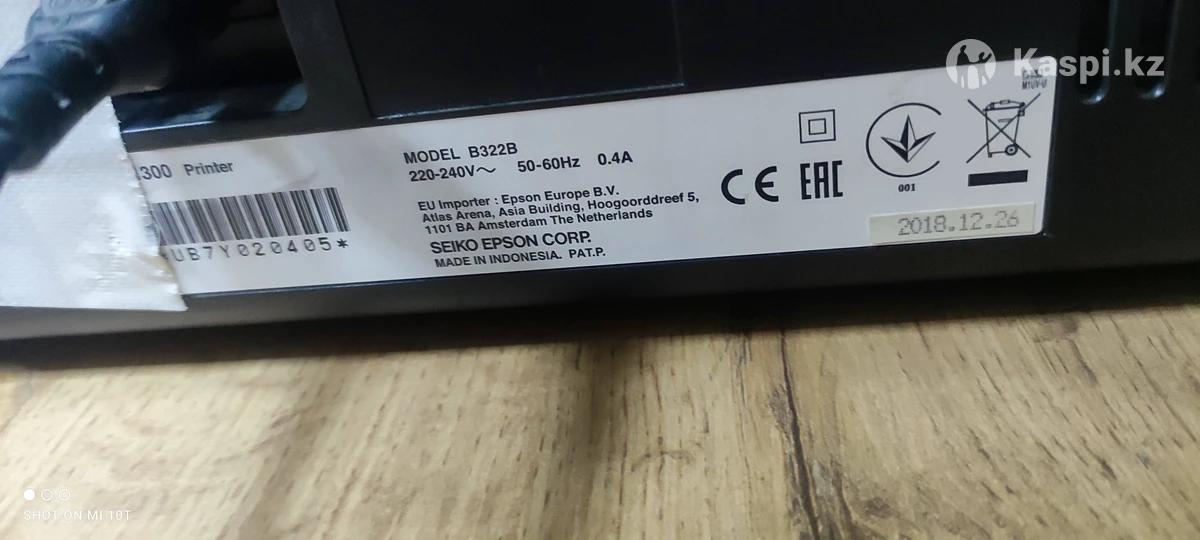 Kaspi.kz
1300 Printer
UB7Y020405*
MODEL B322B
220-240V~ 50-60Hz 0.4A
EU Importer : Epson Europe B.V.
Atlas Arena, Asia Building, Hoogoorddreef 5,
1101 BA Amsterdam The Netherlands
SEIKO EPSON CORP.
MADE IN INDONESIA. PAT.P.
CE EAC
001
2018.12.26
SHOT ON MI 10T